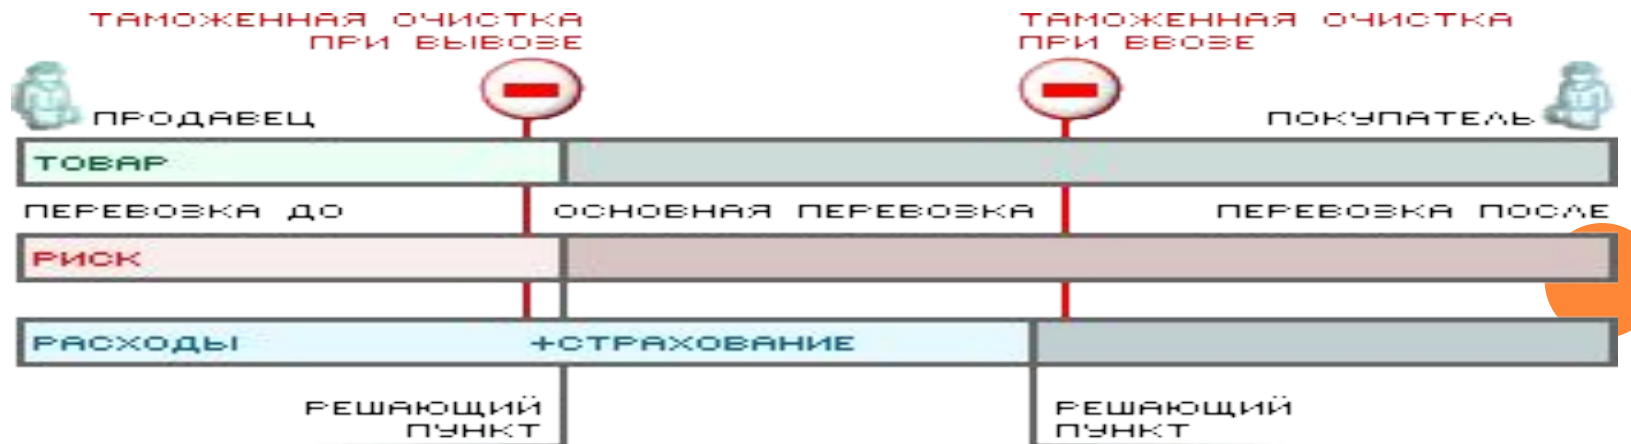 ТАМОЖЕННАЯ ОЧИСТКА
ПРИ ВЫВОЗЕ
ТАМОЖЕННАЯ ОЧИСТКА
ПРИ ВВОЗЕ
ПРОДАВЕЦ
ПОКУПАТЕЛЬ
ТОВАР
ПЕРЕВОЗКА ДО
ОСНОВНАЯ ПЕРЕВОЗКА
ПЕРЕВОЗКА ПОСЛЕ
РИСК
РАСХОДЫ
+СТРАХОВАНИЕ
РЕШАЮЩИЙ
ПУНКТ
РЕШАЮЩИЙ
ПУНКТ